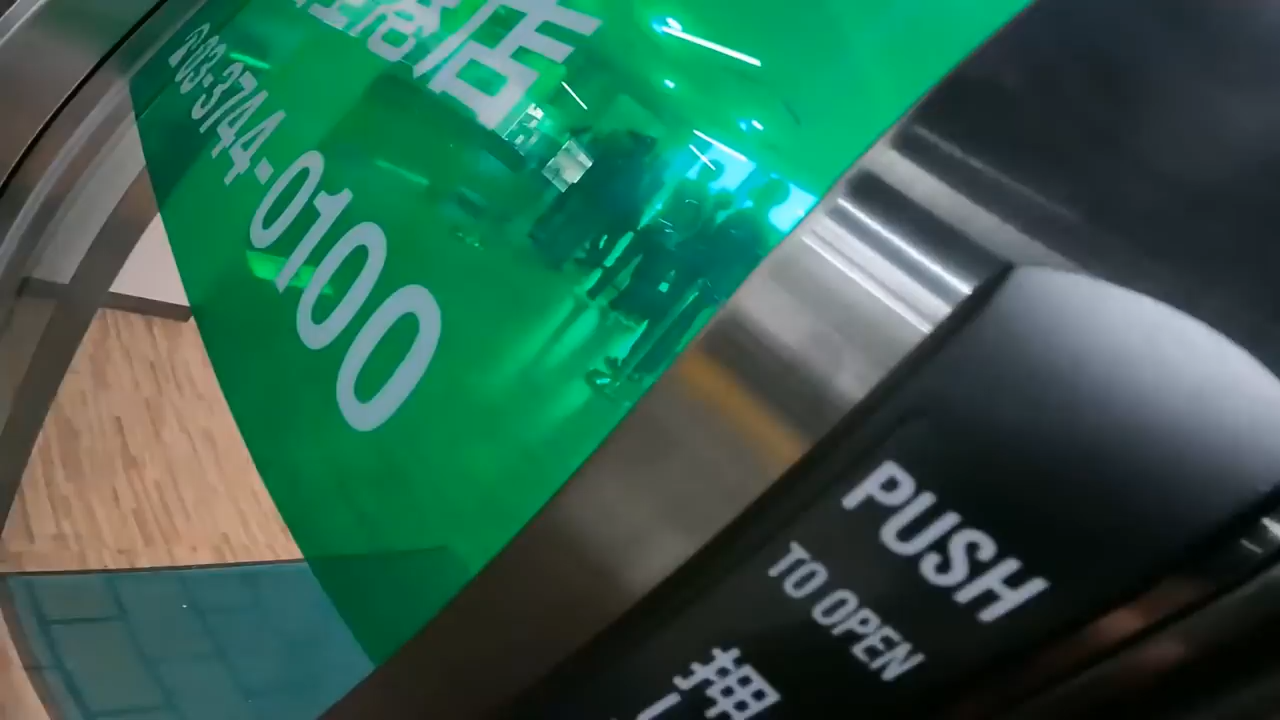 店
☎03-3744-0100
PUSH
TO OPEN
押